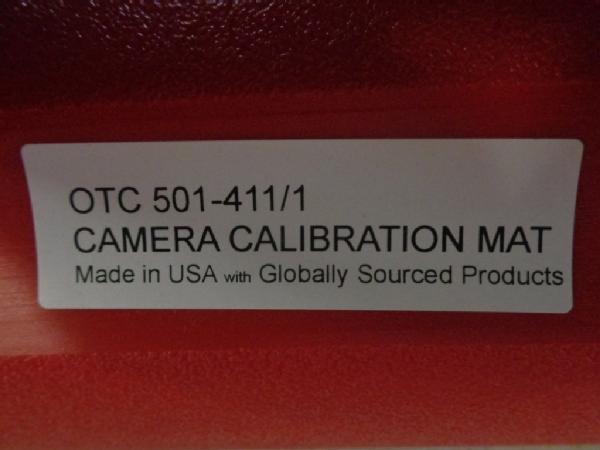 OTC 501-411/1
CAMERA CALIBRATION MAT
Made in USA with Globally Sourced Products